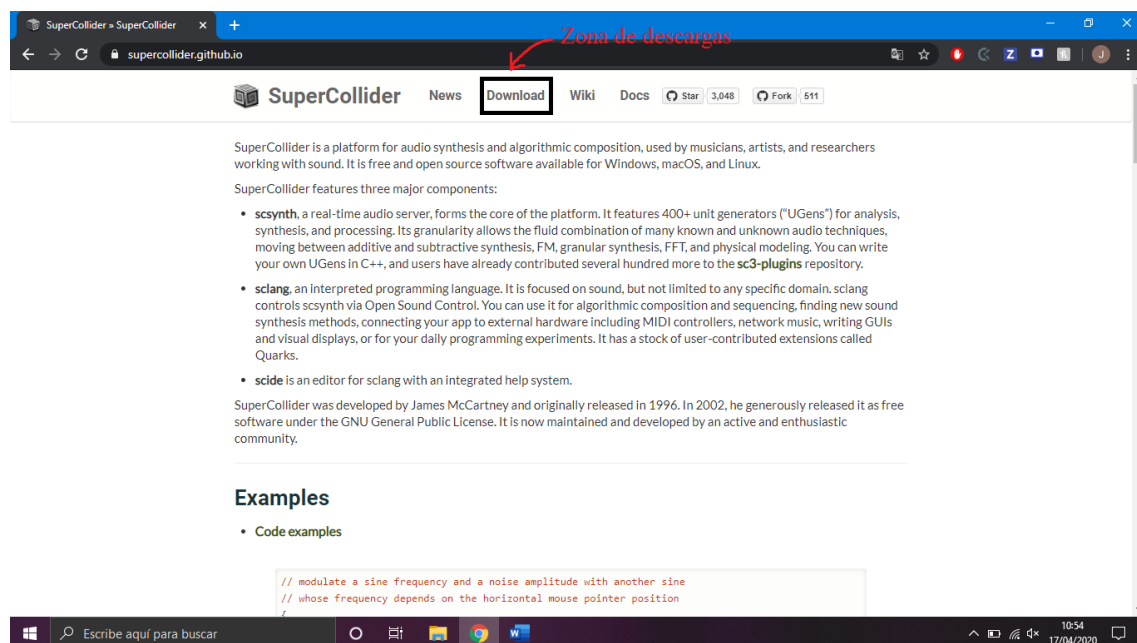 SuperCollider » SuperCollider
Zona de descargas
supercollider.github.io
Z
J
SuperCollider News Download Wiki Docs Star 3,048 Fork 511
SuperCollider is a platform for audio synthesis and algorithmic composition, used by musicians, artists, and researchers
working with sound. It is free and open source software available for Windows, macOS, and Linux.
SuperCollider features three major components:
• scsynth, a real-time audio server, forms the core of the platform. It features 400+ unit generators (“UGens”) for analysis,
synthesis, and processing. Its granularity allows the fluid combination of many known and unknown audio techniques,
moving between additive and subtractive synthesis, FM, granular synthesis, FFT, and physical modeling. You can write
your own UGens in C++, and users have already contributed several hundred more to the sc3-plugins repository.
• sclang, an interpreted programming language. It is focused on sound, but not limited to any specific domain. sclang
controls scsynth via Open Sound Control. You can use it for algorithmic composition and sequencing, finding new sound
synthesis methods, connecting your app to external hardware including MIDI controllers, network music, writing GUIs
and visual displays, or for your daily programming experiments. It has a stock of user-contributed extensions called
Quarks.
• scide is an editor for sclang with an integrated help system.
SuperCollider was developed by James McCartney and originally released in 1996. In 2002, he generously released it as free
software under the GNU General Public License. It is now maintained and developed by an active and enthusiastic
community.
Examples
• Code examples
// modulate a sine frequency and a noise amplitude with another sine
// whose frequency depends on the horizontal mouse pointer position
{
Escribe aquí para buscar
10:54
17/04/2020